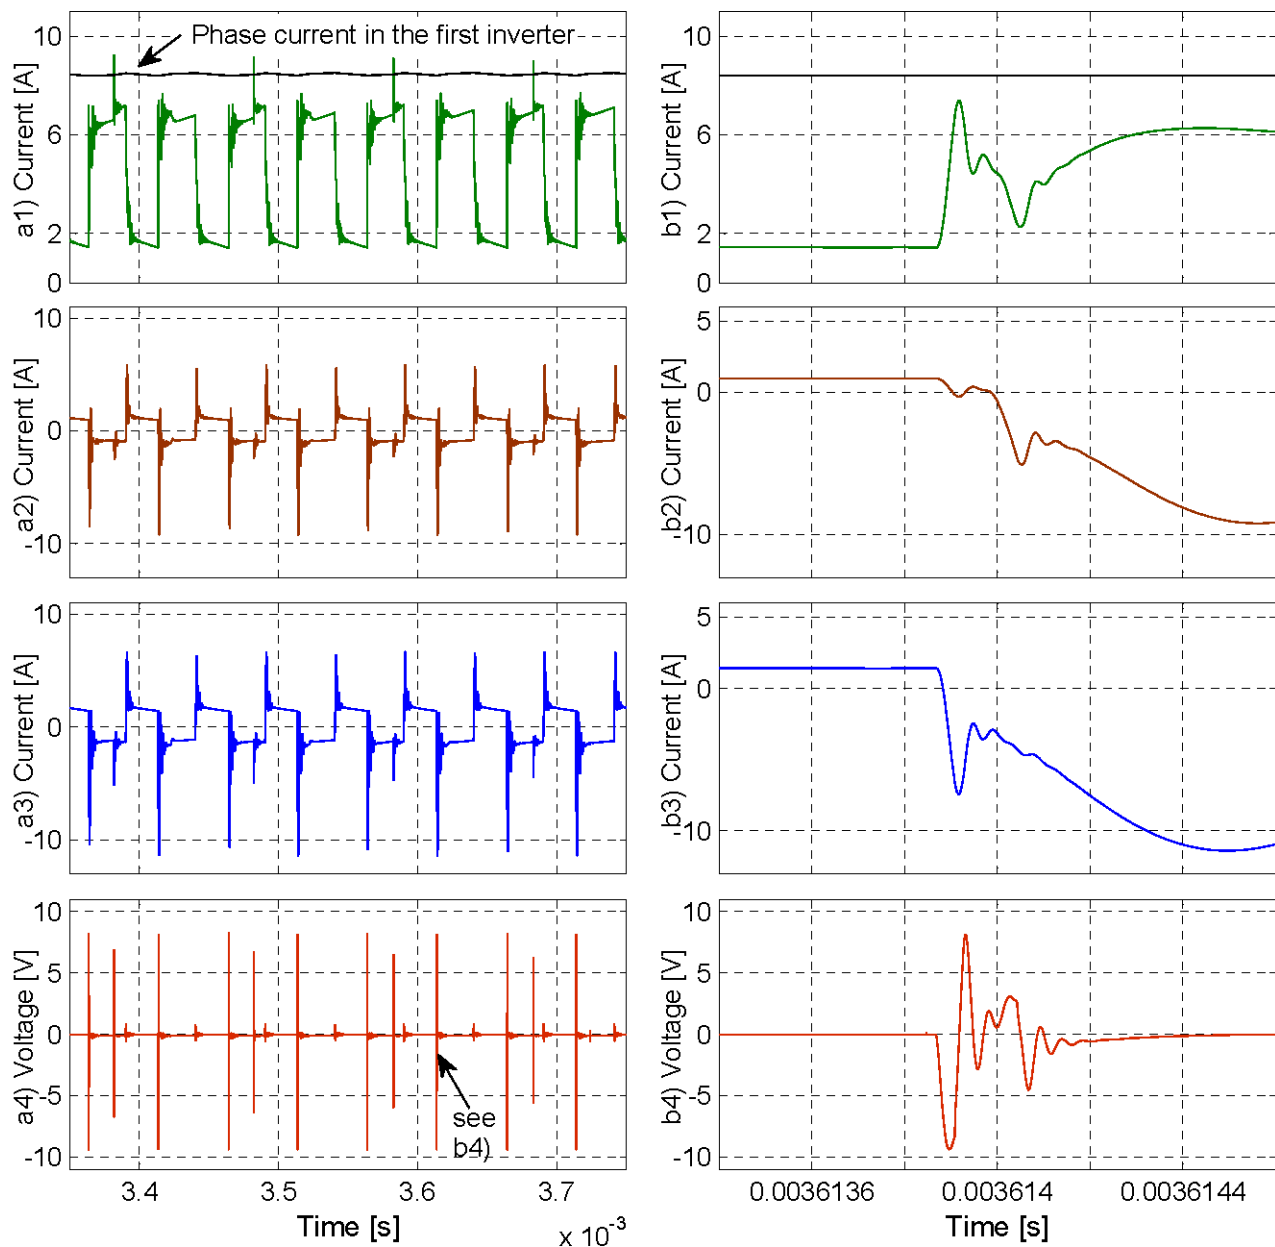 Phase current in the first inverter
a1) Current [A]
10
6
2
0
b1) Current [A]
10
6
2
0
a2) Current [A]
10
0
-10
b2) Current [A]
5
0
-10
a3) Current [A]
10
0
-10
b3) Current [A]
5
0
-10
a4) Voltage [V]
10
5
0
-5
-10
see
b4)
3.4 3.5 3.6 3.7
Time [s]
x 10-3
b4) Voltage [V]
10
5
0
-5
-10
0.0036136 0.003614 0.0036144
Time [s]